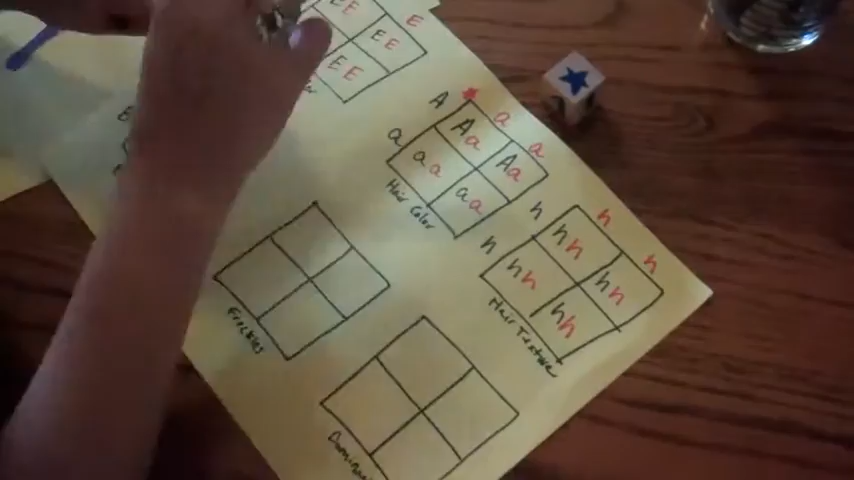 E E E
E E
E E
A a a
a Aa Aa
aa aa
Hair Color
h h h
h hh hh
hh hh
Hair Texture
Freckles